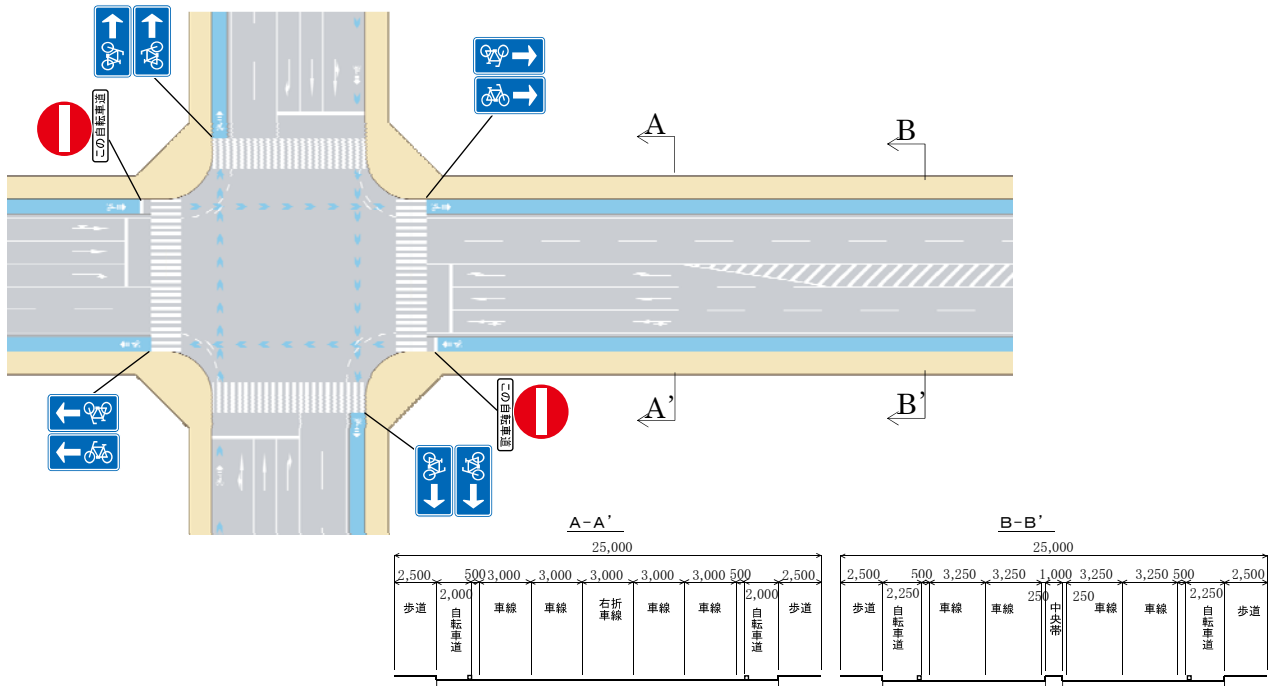 この自転車道
A
B
A'
B'
この自転車道
A-A'
25,000
2,500
500
3,000
3,000
3,000
3,000
3,000
500
2,500
2,000
2,000
歩道
自転車道
車線
車線
右折
車線
車線
車線
自転車道
歩道
B-B'
25,000
2,500
500
3,250
3,250
1,000
3,250
3,250
500
2,500
2,250
250
250
2,250
歩道
自転車道
車線
車線
中央帯
車線
車線
自転車道
歩道